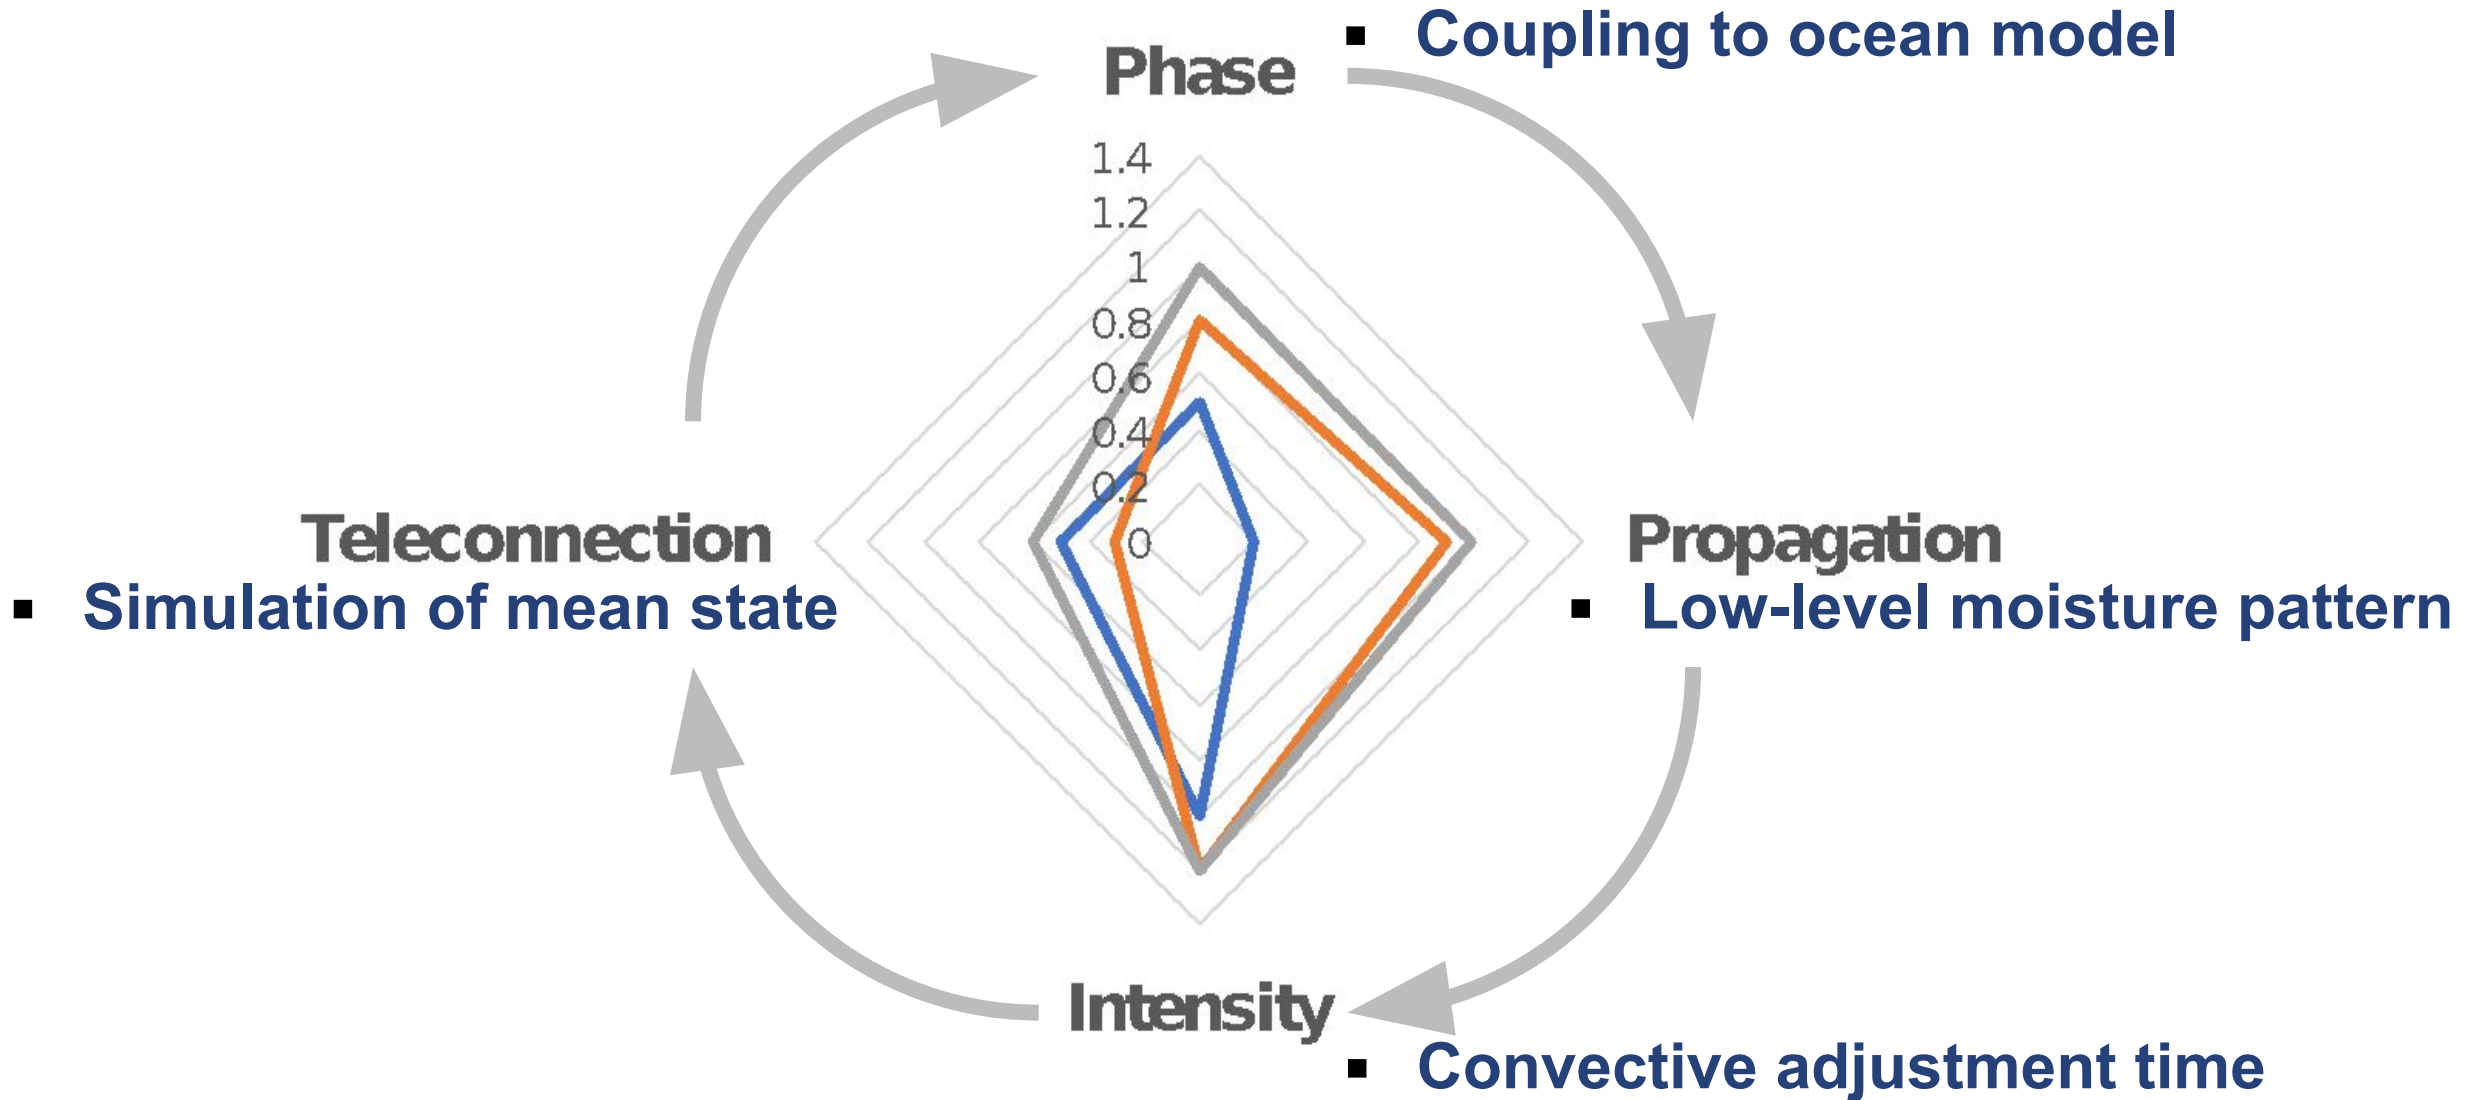 ▪ Coupling to ocean model
Phase
1.4
1.2
1
0.8
0.6
0.4
0.2
0
Teleconnection
▪ Simulation of mean state
Propagation
▪ Low-level moisture pattern
Intensity
▪ Convective adjustment time